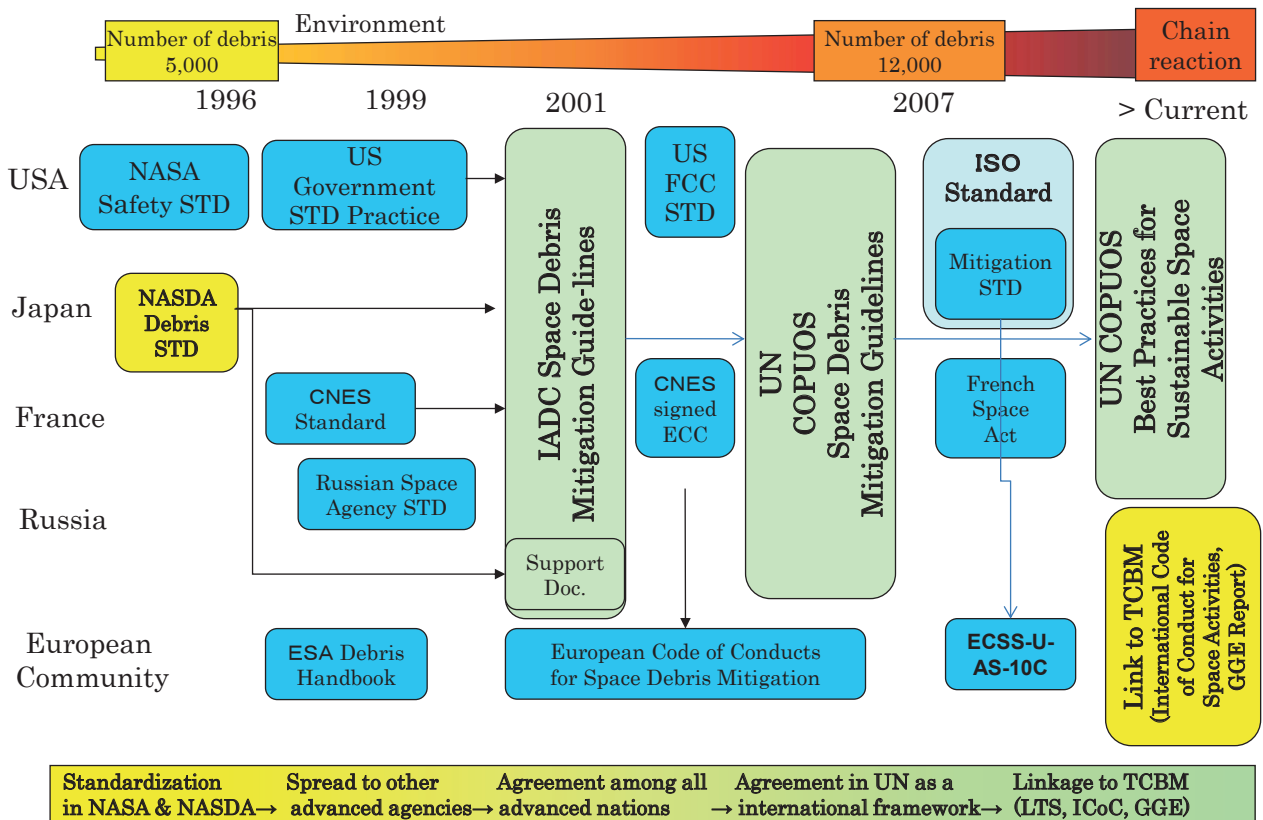 Environment
Number of debris
5,000
Number of debris
12,000
Chain
reaction
1996
1999
2001
2007
> Current
USA
NASA
Safety STD
US
Government
STD Practice
IADC Space Debris
Mitigation Guide-lines
US
FCC
STD
UN
COPUOS
Space Debris
Mitigation Guidelines
ISO
Standard
Mitigation
STD
UN COPUOS
Best Practices for
Sustainable Space
Activities
Japan
NASDA
Debris
STD
France
CNES
Standard
CNES
signed
ECC
French
Space
Act
Russia
Russian Space
Agency STD
Support
Doc.
Link to TCBM
(International Code
of Conduct for
Space Activities,
GGE Report)
European
Community
ESA Debris
Handbook
European Code of Conducts
for Space Debris Mitigation
ECSS-U-
AS-10C
Standardization
in NASA & NASDA→
Spread to other
advanced agencies→
Agreement among all
advanced nations
Agreement in UN as a
→ international framework→
Linkage to TCBM
(LTS, ICoC, GGE)